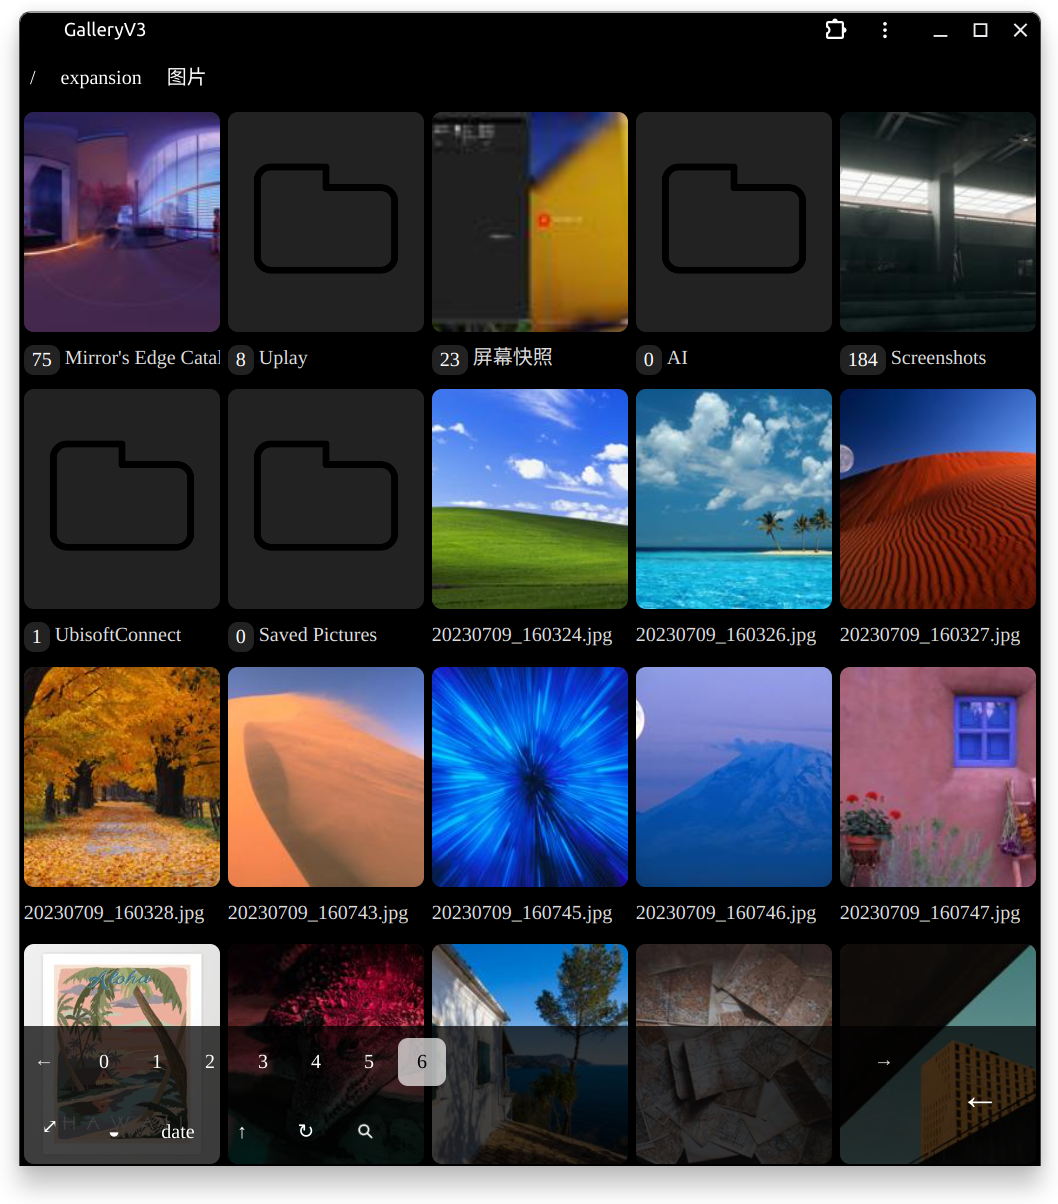 GalleryV3
/ expansion 图片
75 Mirror's Edge Catal
8 Uplay
23 屏幕快照
0 AI
184 Screenshots
1 UbisoftConnect
0 Saved Pictures
20230709_160324.jpg
20230709_160326.jpg
20230709_160327.jpg
20230709_160328.jpg
20230709_160743.jpg
20230709_160745.jpg
20230709_160746.jpg
20230709_160747.jpg
Aloha
← 0 1 2 3 4 5 6 →
←
date ↑ ↻